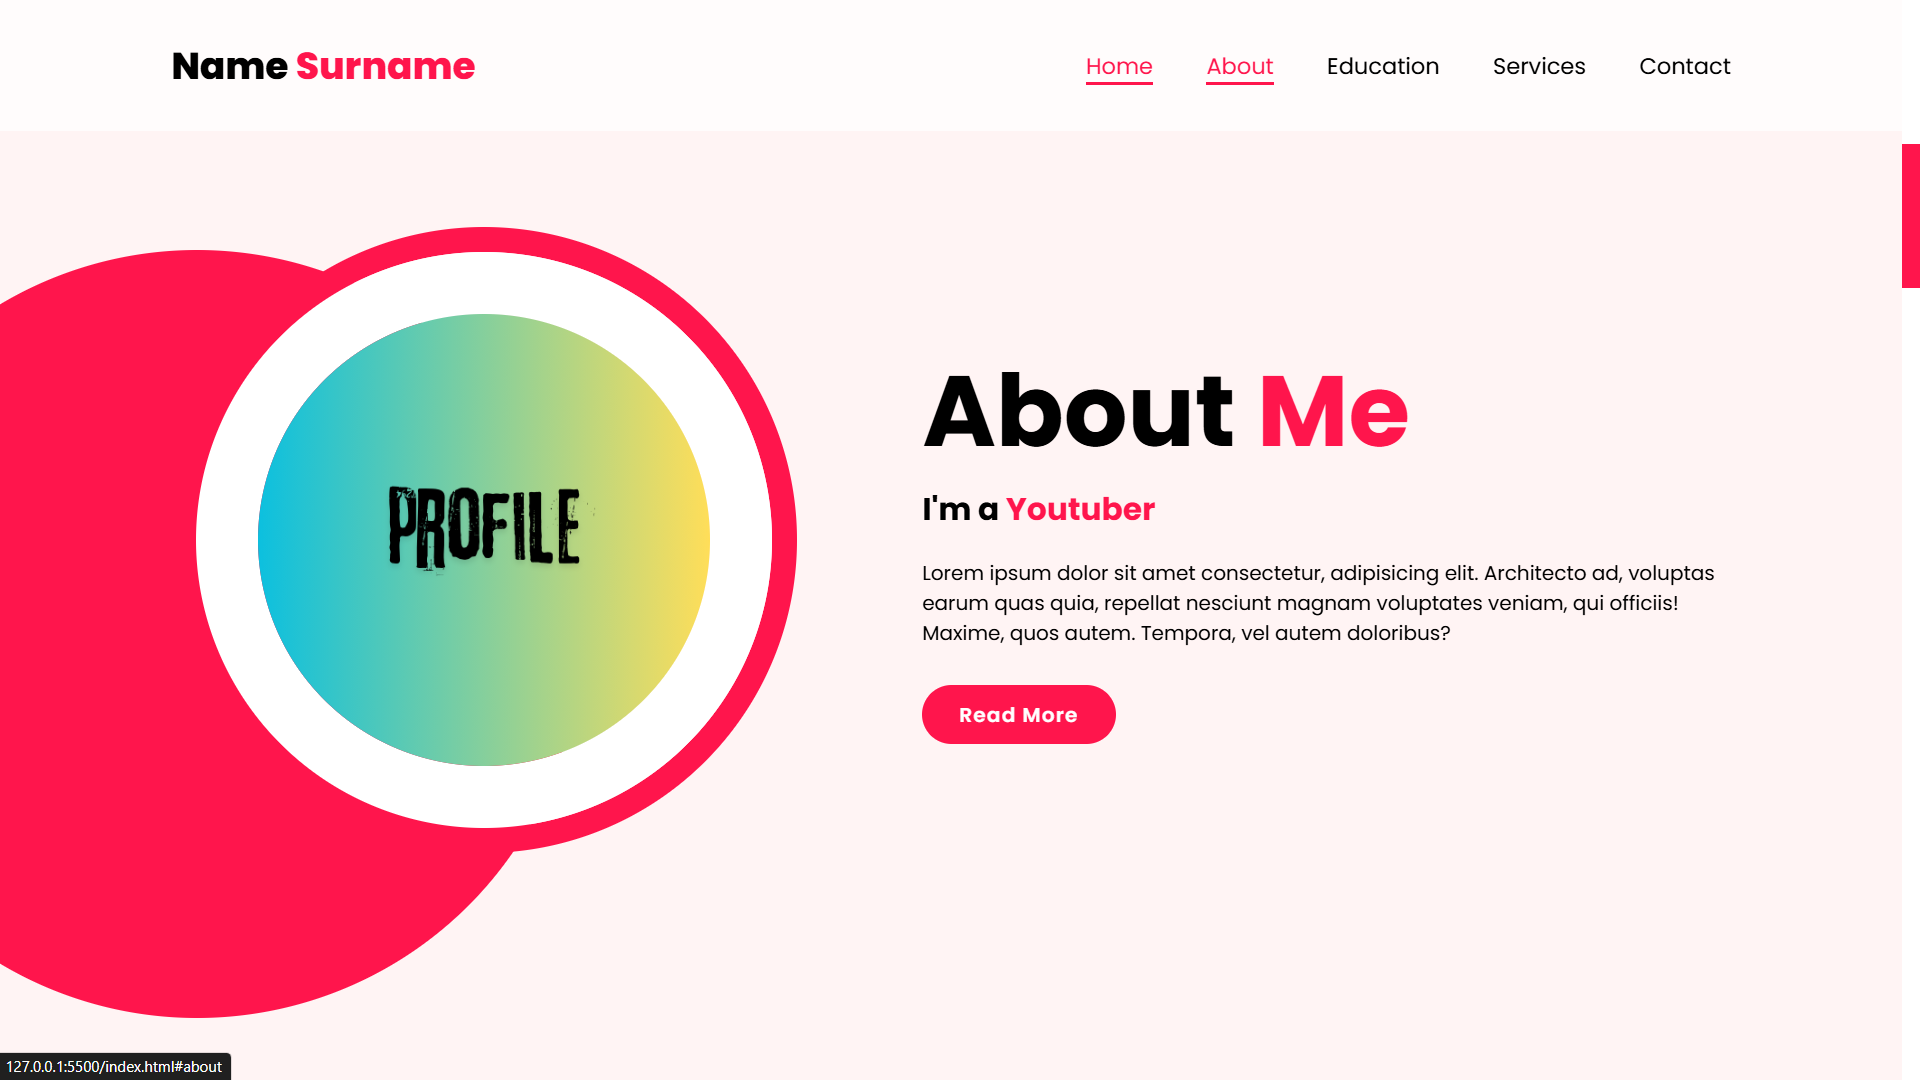 Name Surname
Home About Education Services Contact
PROFILE
About Me
I'm a Youtuber
Lorem ipsum dolor sit amet consectetur, adipisicing elit. Architecto ad, voluptas
earum quas quia, repellat nesciunt magnam voluptates veniam, qui officiis!
Maxime, quos autem. Tempora, vel autem doloribus?
Read More
127.0.0.1:5500/index.html#about